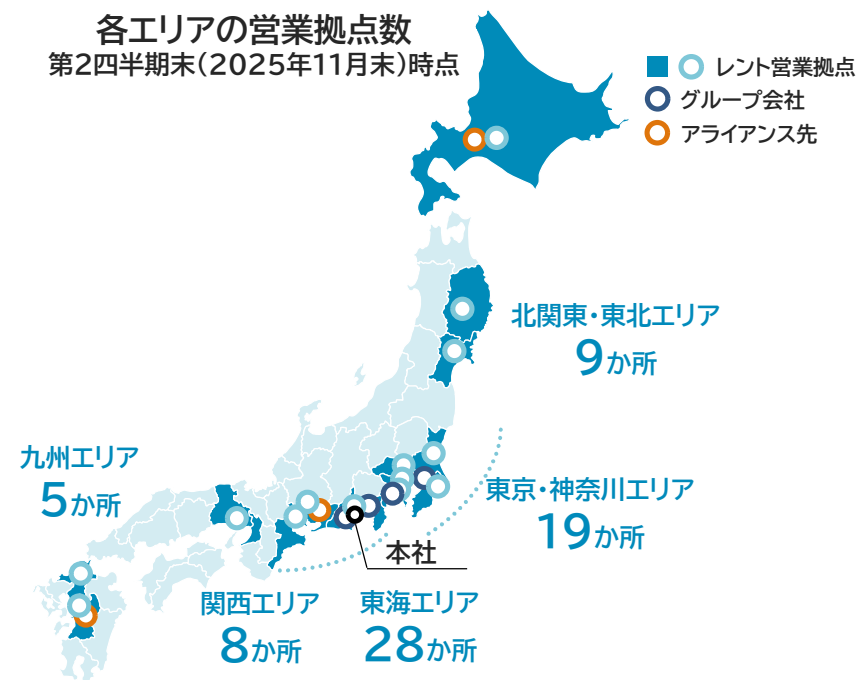 各エリアの営業拠点数
第2四半期末(2025年11月末)時点
レント営業拠点
グループ会社
アライアンス先
北関東・東北エリア
9か所
九州エリア
5か所
東京・神奈川エリア
19か所
本社
関西エリア
8か所
東海エリア
28か所